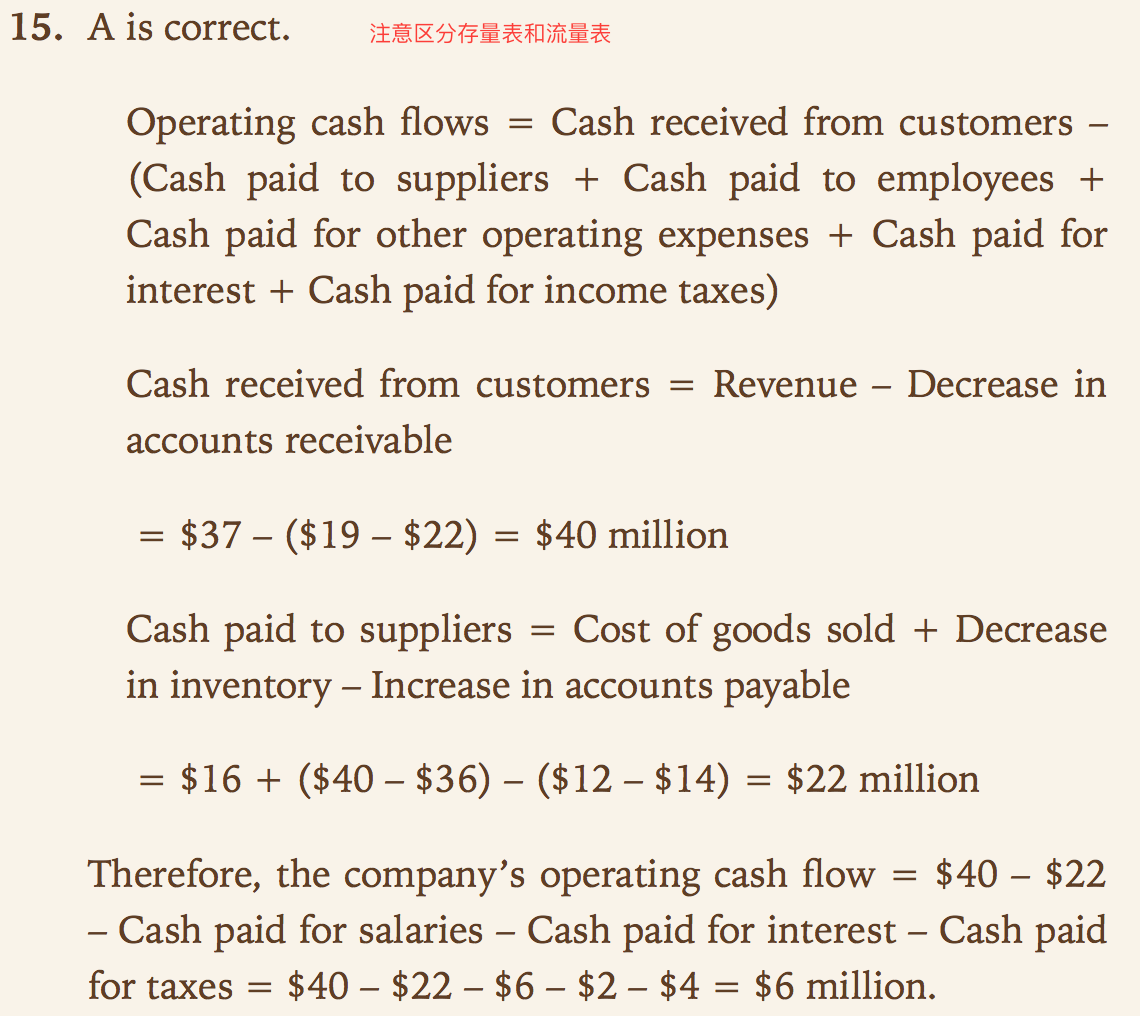 15. A is correct. 注意区分存量表和流量表
Operating cash flows = Cash received from customers –
(Cash paid to suppliers + Cash paid to employees +
Cash paid for other operating expenses + Cash paid for
interest + Cash paid for income taxes)
Cash received from customers = Revenue – Decrease in
accounts receivable
= $37 – ($19 – $22) = $40 million
Cash paid to suppliers = Cost of goods sold + Decrease
in inventory – Increase in accounts payable
= $16 + ($40 – $36) – ($12 – $14) = $22 million
Therefore, the company’s operating cash flow = $40 – $22
– Cash paid for salaries – Cash paid for interest – Cash paid
for taxes = $40 – $22 – $6 – $2 – $4 = $6 million.